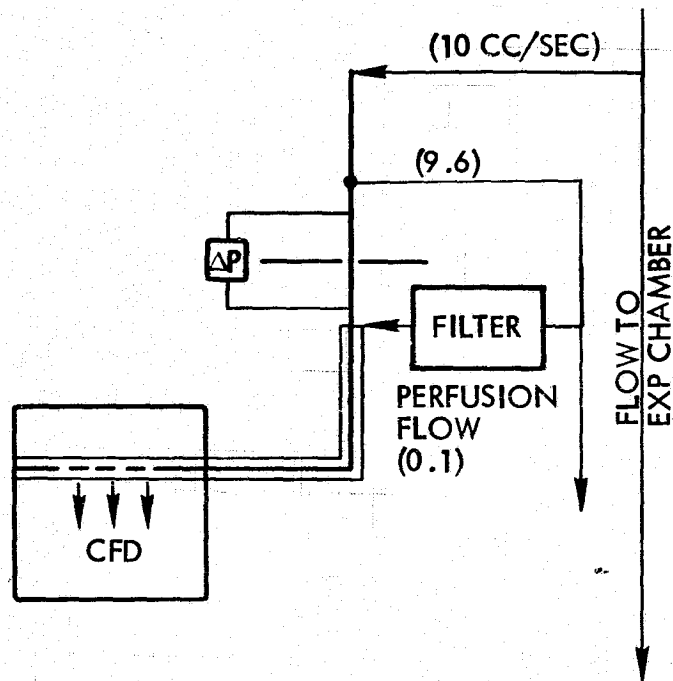 (10 CC/SEC)
(9.6)
ΔP
FILTER
PERFUSION
FLOW
(0.1)
FLOW TO
EXP CHAMBER
CFD